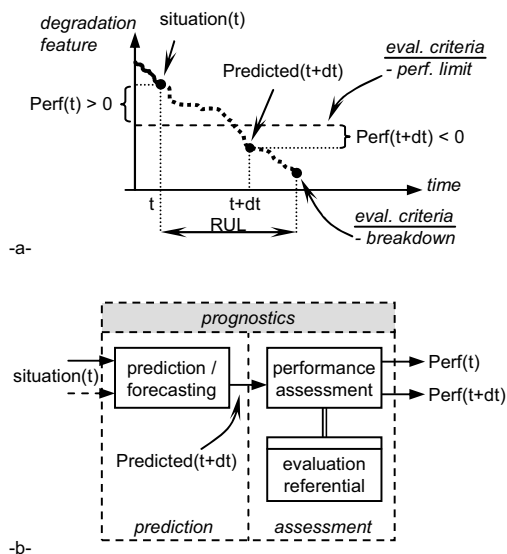 degradation
feature
situation(t)
Predicted(t+dt)
eval. criteria
- perf. limit
Perf(t) > 0
Perf(t+dt) < 0
time
t
t+dt
RUL
eval. criteria
- breakdown
-a-
prognostics
situation(t)
prediction /
forecasting
performance
assessment
Perf(t)
Perf(t+dt)
Predicted(t+dt)
evaluation
referential
prediction
assessment
-b-